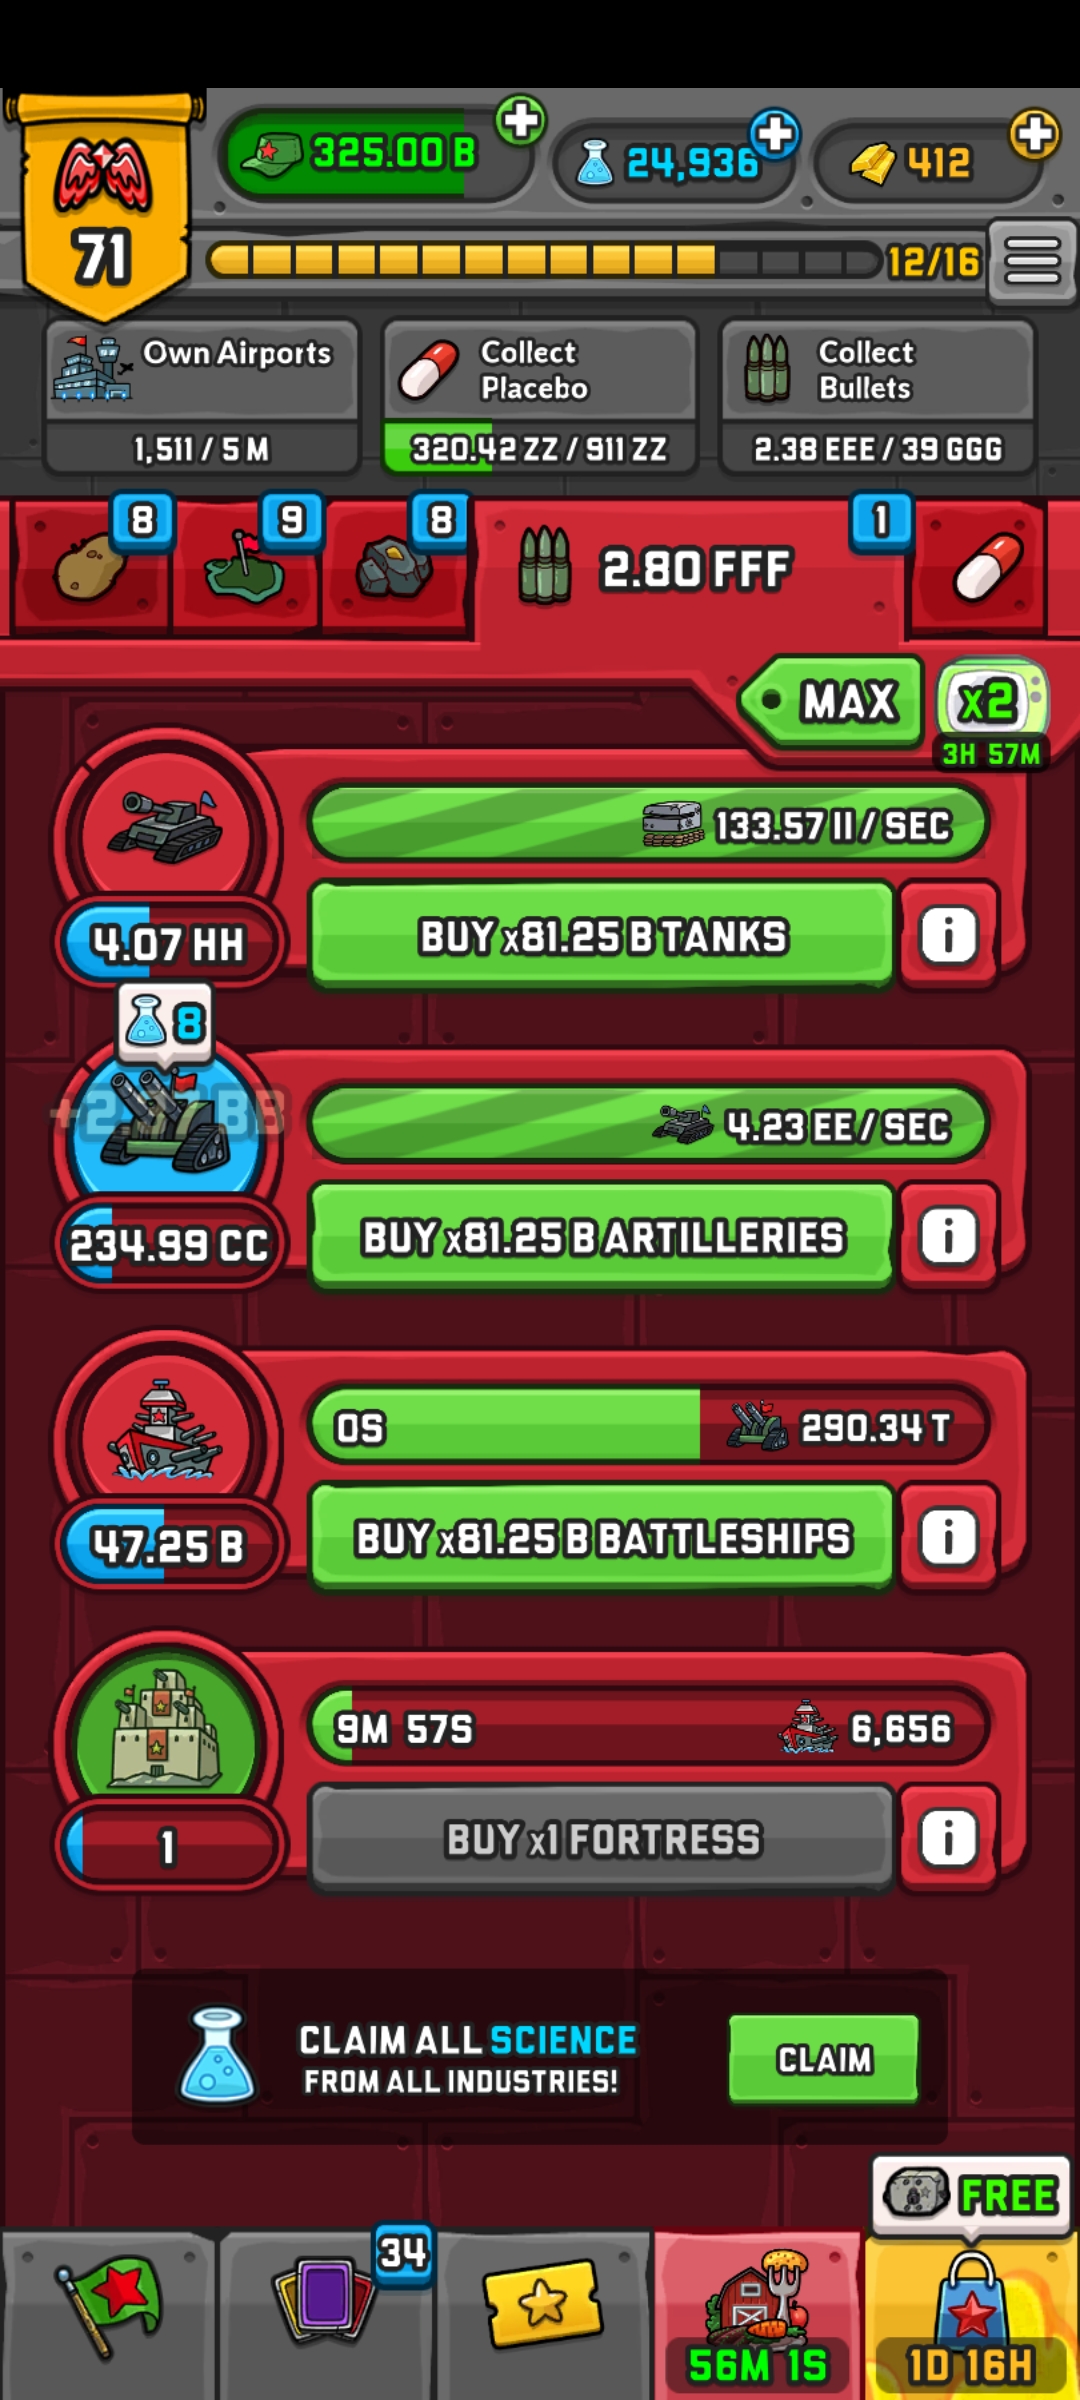 71
325.00 B
24,936
412
12/16
Own Airports
1,511 / 5 M
Collect
Placebo
320.42 ZZ / 911 ZZ
Collect
Bullets
2.38 EEE / 39 GGG
8
9
8
2.80 FFF
1
MAX
x2
3H 57M
133.57 II / SEC
4.07 HH
BUY x81.25 B TANKS
i
8
4.23 EE / SEC
234.99 CC
BUY x81.25 B ARTILLERIES
i
0S
290.34 T
47.25 B
BUY x81.25 B BATTLESHIPS
i
9M 57S
6,656
1
BUY x1 FORTRESS
i
CLAIM ALL SCIENCE
FROM ALL INDUSTRIES!
CLAIM
FREE
34
56M 1S
1D 16H